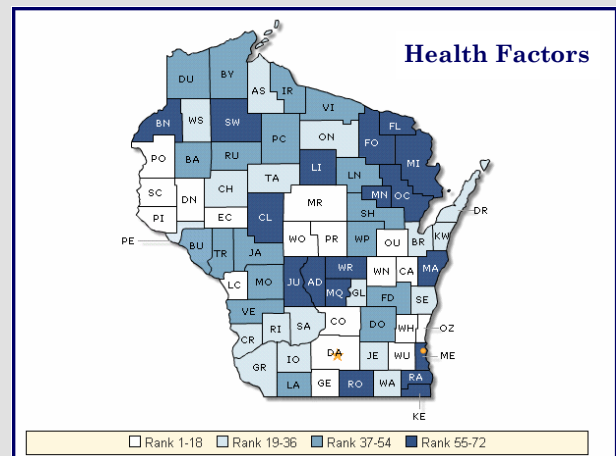 Health Factors
DU BY AS IR VI
BN WS SW PC ON FO FL
PO BA RU LI LN MI
SC DN CH TA MN OC
PI EC CL MR SH DR
PE BU TR JA WO PR WP OU BR KW
LC MO JU AD WR WN CA MA
VE MQ GL FD SE
CR RI SA CO DO WH OZ
GR IO DA JE WU ME
LA GE RO WA RA
KE
Rank 1-18 Rank 19-36 Rank 37-54 Rank 55-72